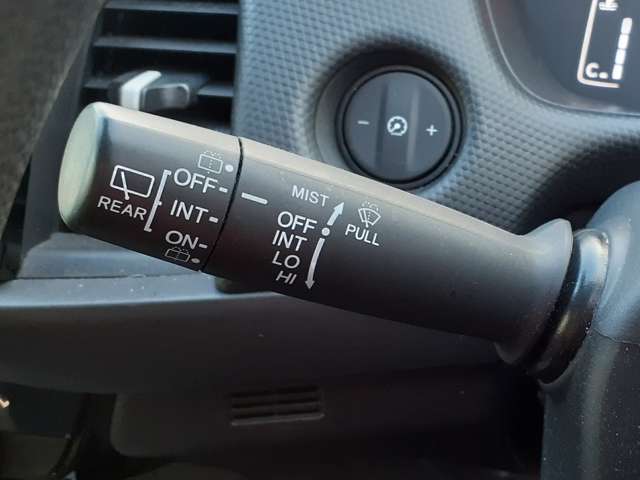 C
REAR
OFF
INT
ON
MIST
OFF
INT
LO
HI
PULL
- +